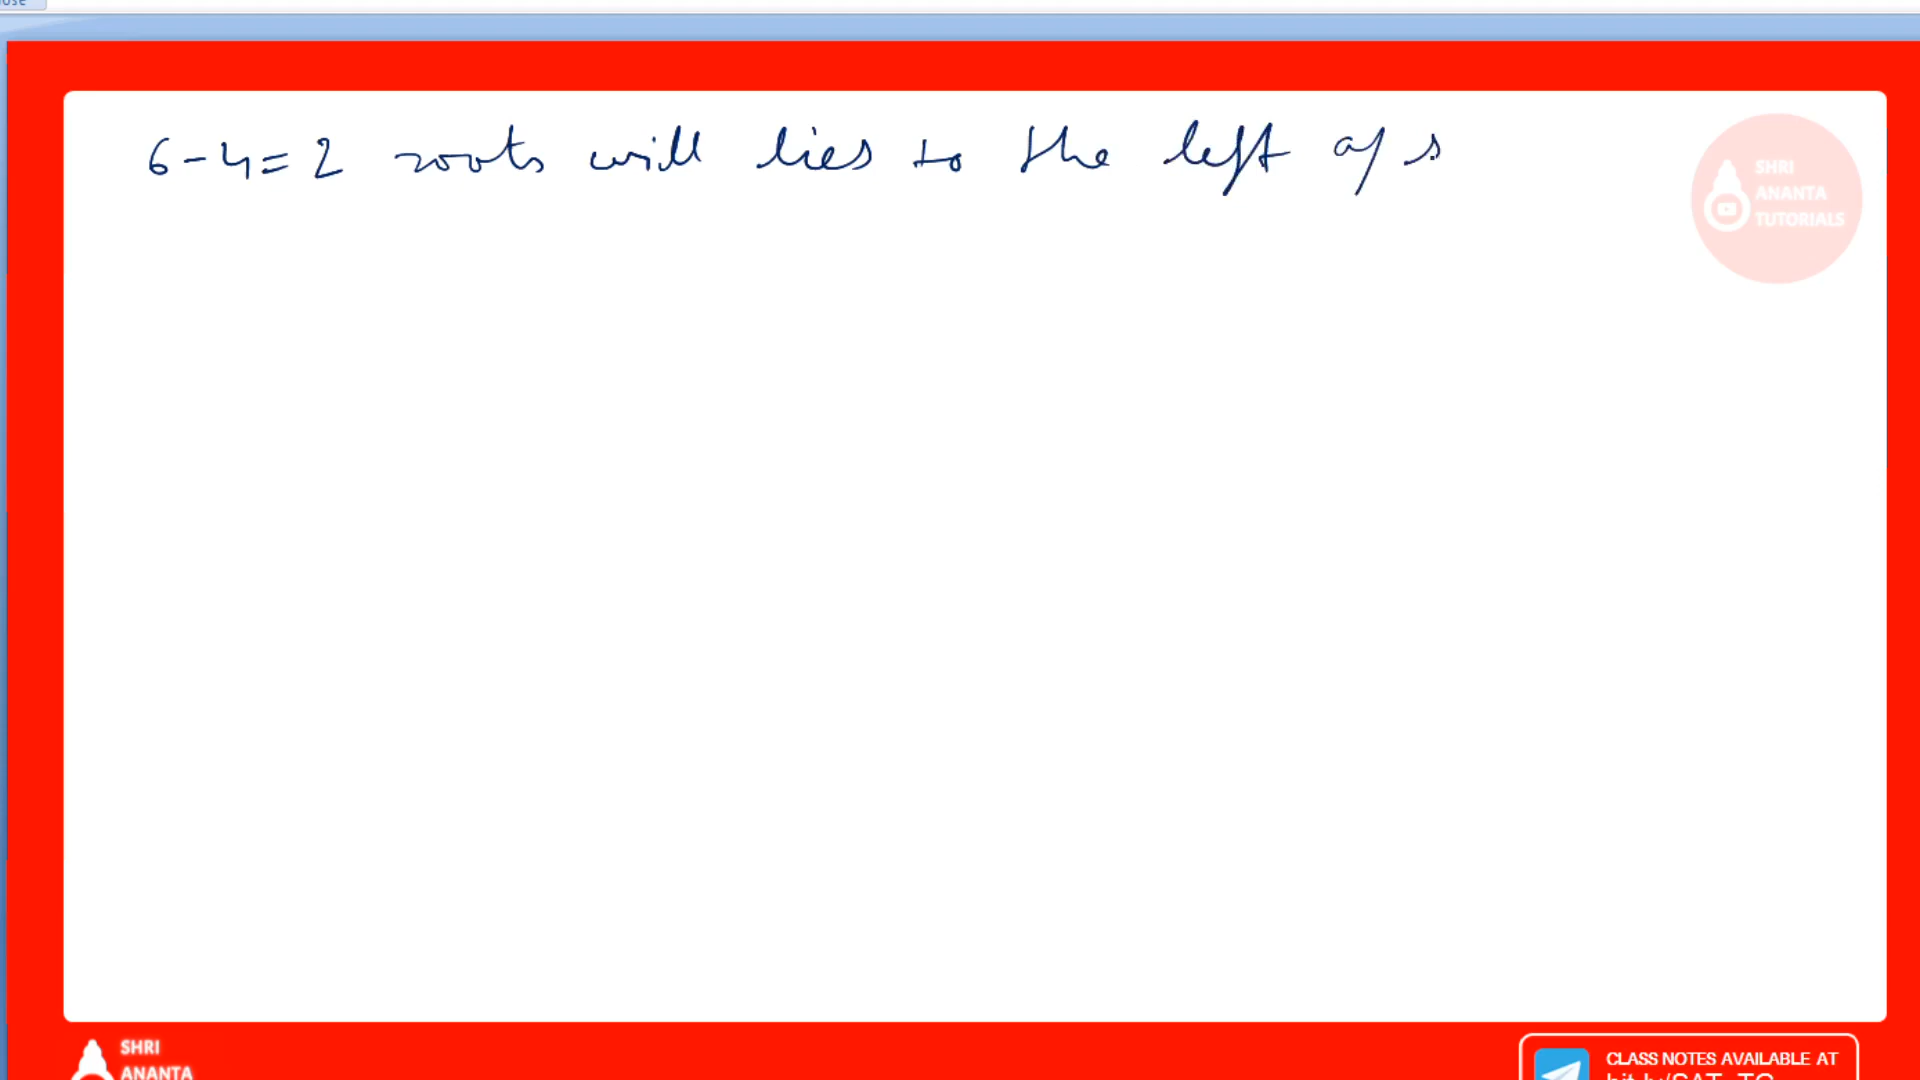 6-4=2 roots will lies to the left of s
SHRI
ANANTA
TUTORIALS
SHRI
ANANTA
CLASS NOTES AVAILABLE AT